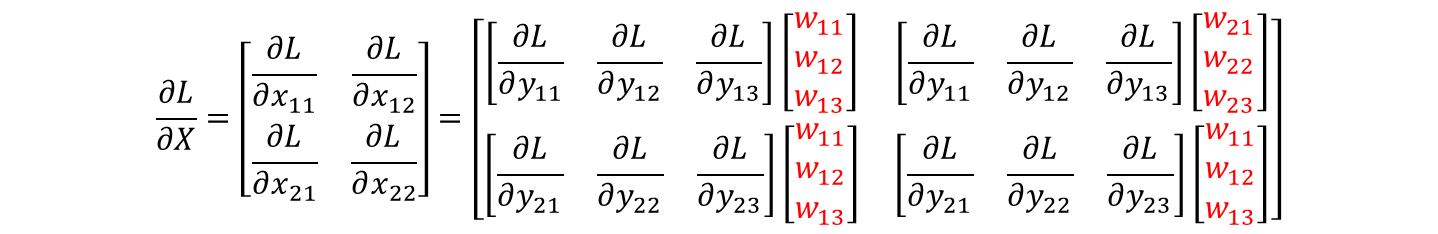 ∂L/∂X = [∂L/∂x₁₁ ∂L/∂x₁₂; ∂L/∂x₂₁ ∂L/∂x₂₂] = [[∂L/∂y₁₁ ∂L/∂y₁₂ ∂L/∂y₁₃][w₁₁; w₁₂; w₁₃] [∂L/∂y₁₁ ∂L/∂y₁₂ ∂L/∂y₁₃][w₂₁; w₂₂; w₂₃]; [∂L/∂y₂₁ ∂L/∂y₂₂ ∂L/∂y₂₃][w₁₁; w₁₂; w₁₃] [∂L/∂y₂₁ ∂L/∂y₂₂ ∂L/∂y₂₃][w₁₁; w₁₂; w₁₃]]